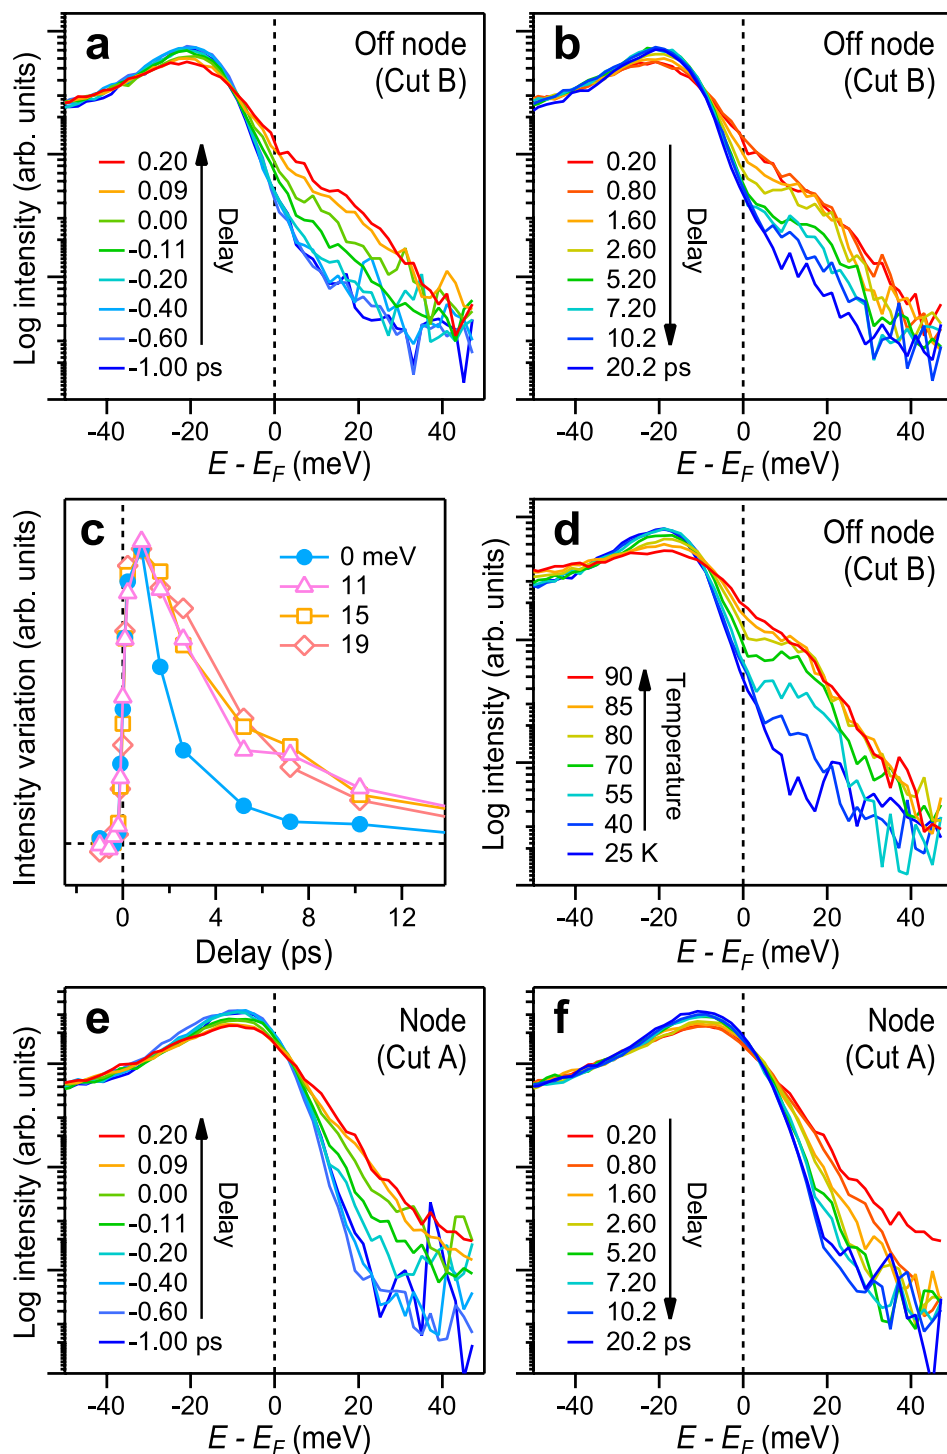 a
Off node
(Cut B)
0.20
0.09
0.00
-0.11
-0.20
-0.40
-0.60
-1.00 ps
Delay
Log intensity (arb. units)
-40 -20 0 20 40
E - EF (meV)
b
Off node
(Cut B)
0.20
0.80
1.60
2.60
5.20
7.20
10.2
20.2 ps
Delay
-40 -20 0 20 40
E - EF (meV)
c
0 meV
11
15
19
Intensity variation (arb. units)
0 4 8 12
Delay (ps)
d
Off node
(Cut B)
90
85
80
70
55
40
25 K
Temperature
Log intensity (arb. units)
-40 -20 0 20 40
E - EF (meV)
e
Node
(Cut A)
0.20
0.09
0.00
-0.11
-0.20
-0.40
-0.60
-1.00 ps
Delay
Log intensity (arb. units)
-40 -20 0 20 40
E - EF (meV)
f
Node
(Cut A)
0.20
0.80
1.60
2.60
5.20
7.20
10.2
20.2 ps
Delay
-40 -20 0 20 40
E - EF (meV)